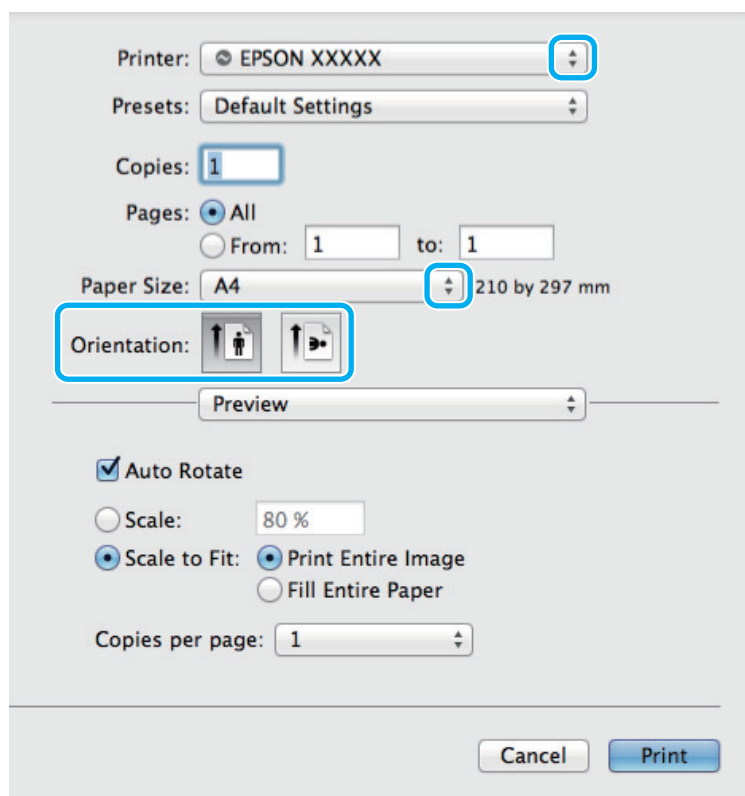 Printer: EPSON XXXXX
Presets: Default Settings
Copies: 1
Pages: All
From: 1 to: 1
Paper Size: A4 210 by 297 mm
Orientation:
Preview
Auto Rotate
Scale: 80 %
Scale to Fit: Print Entire Image
Fill Entire Paper
Copies per page: 1
Cancel Print